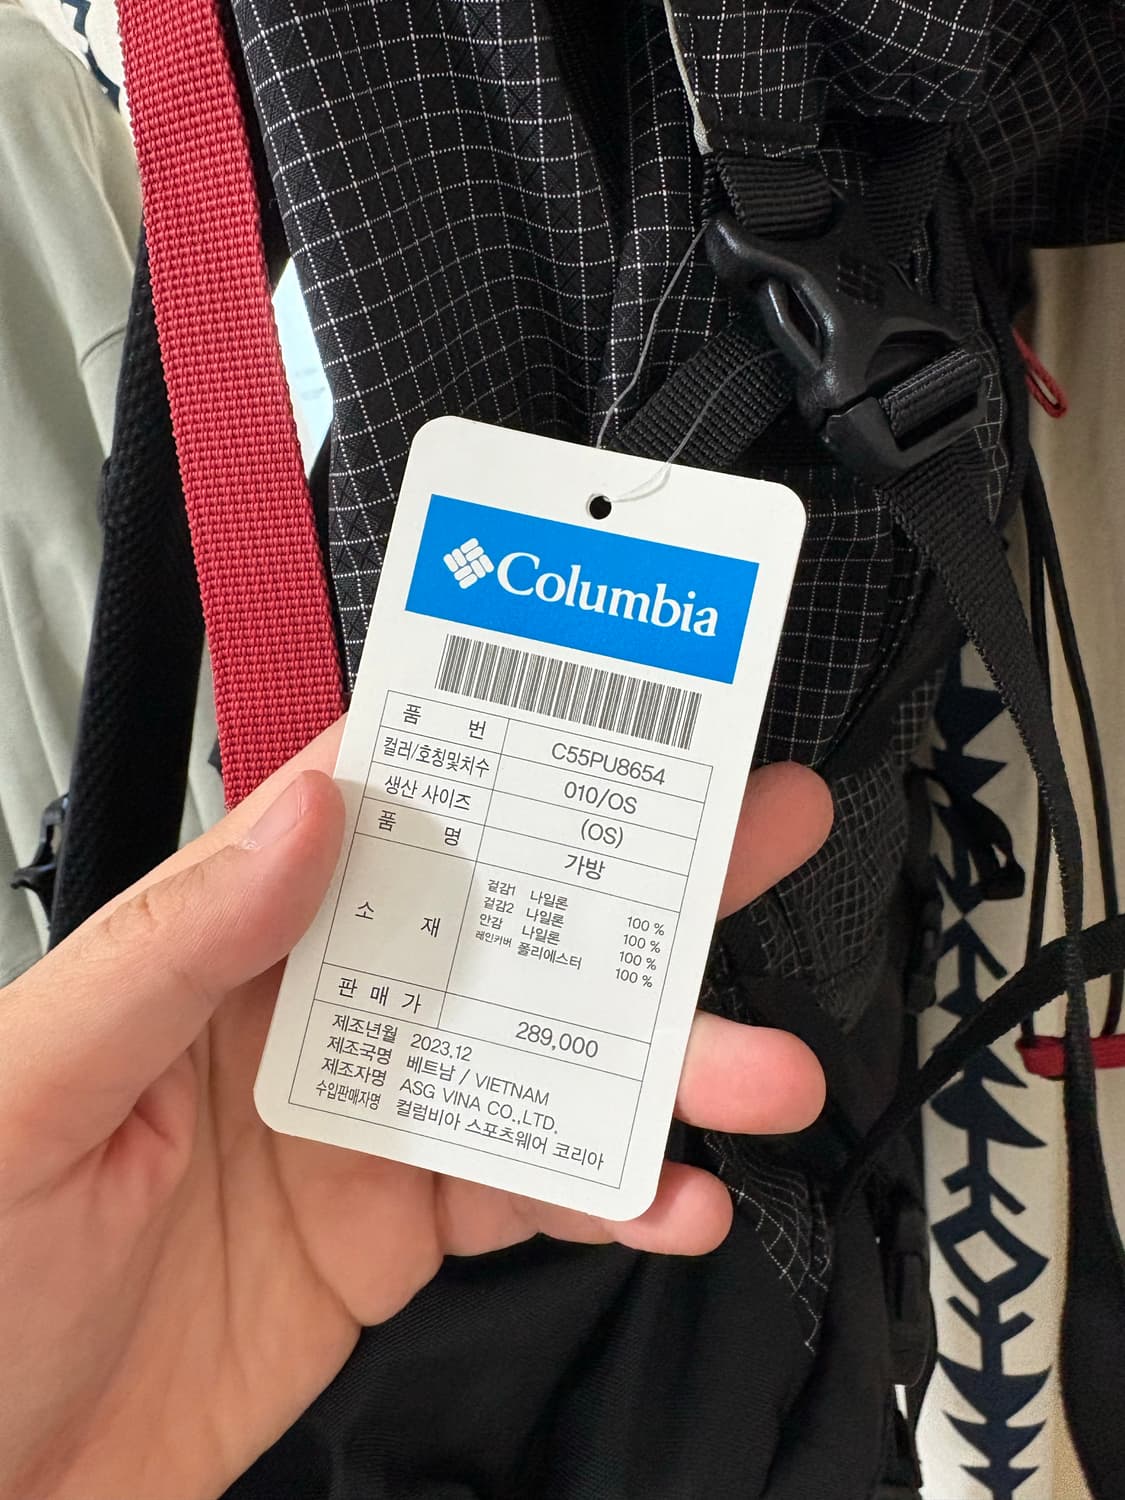 Columbia
품 번 C55PU8654
컬러/호칭및치수 010/OS
생산 사이즈 (OS)
품 명 가방
소 재
겉감1 나일론 100 %
겉감2 나일론 100 %
안감 나일론 100 %
레인커버 폴리에스터 100 %
판 매 가 289,000
제조년월 2023.12
제조국명 베트남 / VIETNAM
제조자명 ASG VINA CO.,LTD.
수입판매자명 컬럼비아 스포츠웨어 코리아